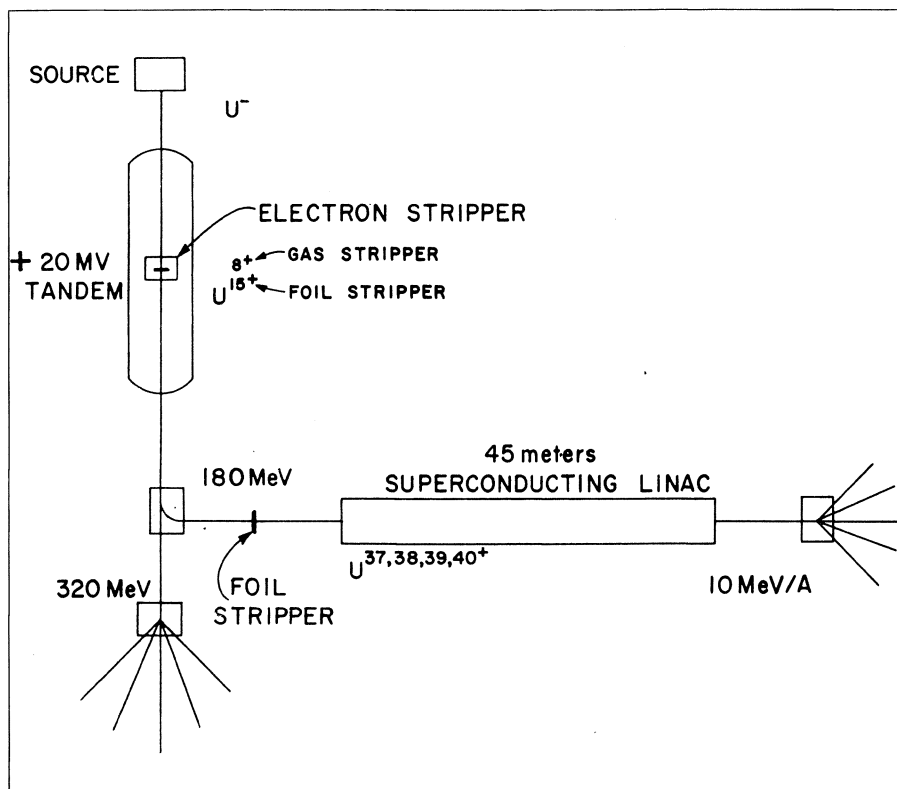 SOURCE
U⁻
ELECTRON STRIPPER
8+ GAS STRIPPER
+ 20 MV
TANDEM
U¹⁵⁺ FOIL STRIPPER
45 meters
SUPERCONDUCTING LINAC
180 MeV
U³⁷,³⁸,³⁹,⁴⁰⁺
320 MeV
FOIL
STRIPPER
10 MeV/A